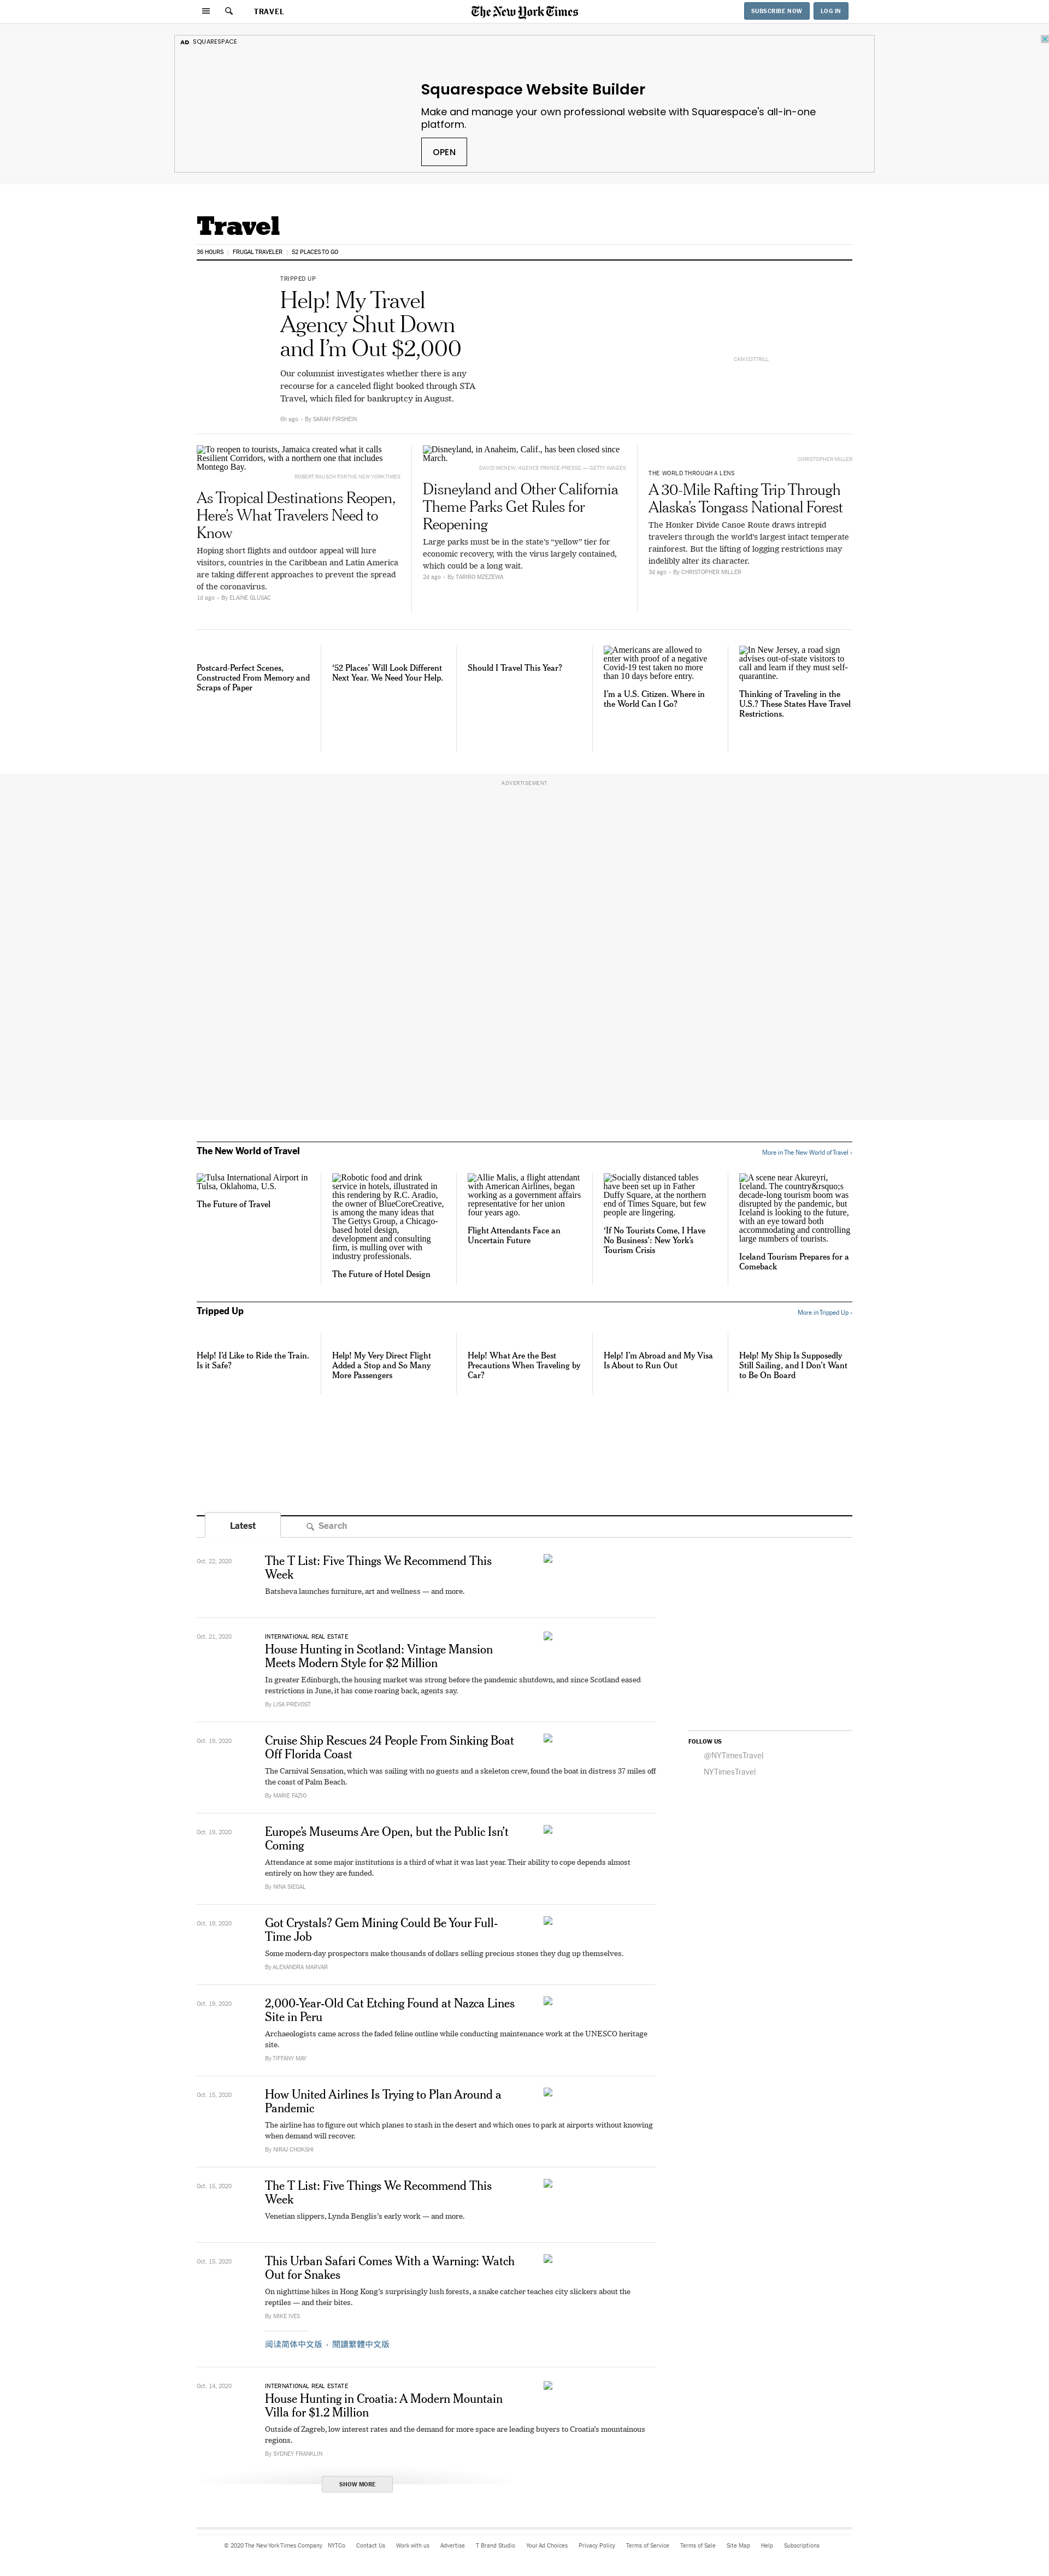 TRAVEL
The New York Times
SUBSCRIBE NOW
LOG IN
AD SQUARESPACE
Squarespace Website Builder
Make and manage your own professional website with Squarespace's all-in-one
platform.
OPEN
Travel
36 HOURS
FRUGAL TRAVELER
52 PLACES TO GO
TRIPPED UP
Help! My Travel
Agency Shut Down
and I’m Out $2,000
Our columnist investigates whether there is any
recourse for a canceled flight booked through STA
Travel, which filed for bankruptcy in August.
6h ago • By SARAH FIRSHEIN
CAM COTTRILL
To reopen to tourists, Jamaica created what it calls
Resilient Corridors, with a northern one that includes
Montego Bay.
ROBERT RAUSCH FOR THE NEW YORK TIMES
As Tropical Destinations Reopen,
Here’s What Travelers Need to
Know
Hoping short flights and outdoor appeal will lure
visitors, countries in the Caribbean and Latin America
are taking different approaches to prevent the spread
of the coronavirus.
1d ago • By ELAINE GLUSAC
Disneyland, in Anaheim, Calif., has been closed since
March.
DAVID MCNEW/AGENCE FRANCE-PRESSE — GETTY IMAGES
Disneyland and Other California
Theme Parks Get Rules for
Reopening
Large parks must be in the state’s “yellow” tier for
economic recovery, with the virus largely contained,
which could be a long wait.
2d ago • By TARIRO MZEZEWA
CHRISTOPHER MILLER
THE WORLD THROUGH A LENS
A 30-Mile Rafting Trip Through
Alaska’s Tongass National Forest
The Honker Divide Canoe Route draws intrepid
travelers through the world’s largest intact temperate
rainforest. But the lifting of logging restrictions may
indelibly alter its character.
3d ago • By CHRISTOPHER MILLER
Postcard-Perfect Scenes,
Constructed From Memory and
Scraps of Paper
‘52 Places’ Will Look Different
Next Year. We Need Your Help.
Should I Travel This Year?
Americans are allowed to
enter with proof of a negative
Covid-19 test taken no more
than 10 days before entry.
I’m a U.S. Citizen. Where in
the World Can I Go?
In New Jersey, a road sign
advises out-of-state visitors to
call and learn if they must self-
quarantine.
Thinking of Traveling in the
U.S.? These States Have Travel
Restrictions.
ADVERTISEMENT
The New World of Travel
More in The New World of Travel ›
Tulsa International Airport in
Tulsa, Oklahoma, U.S.
The Future of Travel
Robotic food and drink
service in hotels, illustrated in
this rendering by R.C. Aradio,
the owner of BlueCoreCreative,
is among the many ideas that
The Gettys Group, a Chicago-
based hotel design,
development and consulting
firm, is mulling over with
industry professionals.
The Future of Hotel Design
Allie Malis, a flight attendant
with American Airlines, began
working as a government affairs
representative for her union
four years ago.
Flight Attendants Face an
Uncertain Future
Socially distanced tables
have been set up in Father
Duffy Square, at the northern
end of Times Square, but few
people are lingering.
‘If No Tourists Come, I Have
No Business’: New York’s
Tourism Crisis
A scene near Akureyri,
Iceland. The country&rsquo;s
decade-long tourism boom was
disrupted by the pandemic, but
Iceland is looking to the future,
with an eye toward both
accommodating and controlling
large numbers of tourists.
Iceland Tourism Prepares for a
Comeback
Tripped Up
More in Tripped Up ›
Help! I’d Like to Ride the Train.
Is it Safe?
Help! My Very Direct Flight
Added a Stop and So Many
More Passengers
Help! What Are the Best
Precautions When Traveling by
Car?
Help! I’m Abroad and My Visa
Is About to Run Out
Help! My Ship Is Supposedly
Still Sailing, and I Don’t Want
to Be On Board
Latest
Search
Oct. 22, 2020
The T List: Five Things We Recommend This
Week
Batsheva launches furniture, art and wellness — and more.
Oct. 21, 2020
INTERNATIONAL REAL ESTATE
House Hunting in Scotland: Vintage Mansion
Meets Modern Style for $2 Million
In greater Edinburgh, the housing market was strong before the pandemic shutdown, and since Scotland eased
restrictions in June, it has come roaring back, agents say.
By LISA PREVOST
Oct. 19, 2020
Cruise Ship Rescues 24 People From Sinking Boat
Off Florida Coast
The Carnival Sensation, which was sailing with no guests and a skeleton crew, found the boat in distress 37 miles off
the coast of Palm Beach.
By MARIE FAZIO
FOLLOW US
@NYTimesTravel
NYTimesTravel
Oct. 19, 2020
Europe’s Museums Are Open, but the Public Isn’t
Coming
Attendance at some major institutions is a third of what it was last year. Their ability to cope depends almost
entirely on how they are funded.
By NINA SIEGAL
Oct. 19, 2020
Got Crystals? Gem Mining Could Be Your Full-
Time Job
Some modern-day prospectors make thousands of dollars selling precious stones they dug up themselves.
By ALEXANDRA MARVAR
Oct. 19, 2020
2,000-Year-Old Cat Etching Found at Nazca Lines
Site in Peru
Archaeologists came across the faded feline outline while conducting maintenance work at the UNESCO heritage
site.
By TIFFANY MAY
Oct. 15, 2020
How United Airlines Is Trying to Plan Around a
Pandemic
The airline has to figure out which planes to stash in the desert and which ones to park at airports without knowing
when demand will recover.
By NIRAJ CHOKSHI
Oct. 15, 2020
The T List: Five Things We Recommend This
Week
Venetian slippers, Lynda Benglis’s early work — and more.
Oct. 15, 2020
This Urban Safari Comes With a Warning: Watch
Out for Snakes
On nighttime hikes in Hong Kong’s surprisingly lush forests, a snake catcher teaches city slickers about the
reptiles — and their bites.
By MIKE IVES
阅读简体中文版 • 閱讀繁體中文版
Oct. 14, 2020
INTERNATIONAL REAL ESTATE
House Hunting in Croatia: A Modern Mountain
Villa for $1.2 Million
Outside of Zagreb, low interest rates and the demand for more space are leading buyers to Croatia’s mountainous
regions.
By SYDNEY FRANKLIN
SHOW MORE
© 2020 The New York Times Company NYTCo Contact Us Work with us Advertise T Brand Studio Your Ad Choices Privacy Policy Terms of Service Terms of Sale Site Map Help Subscriptions